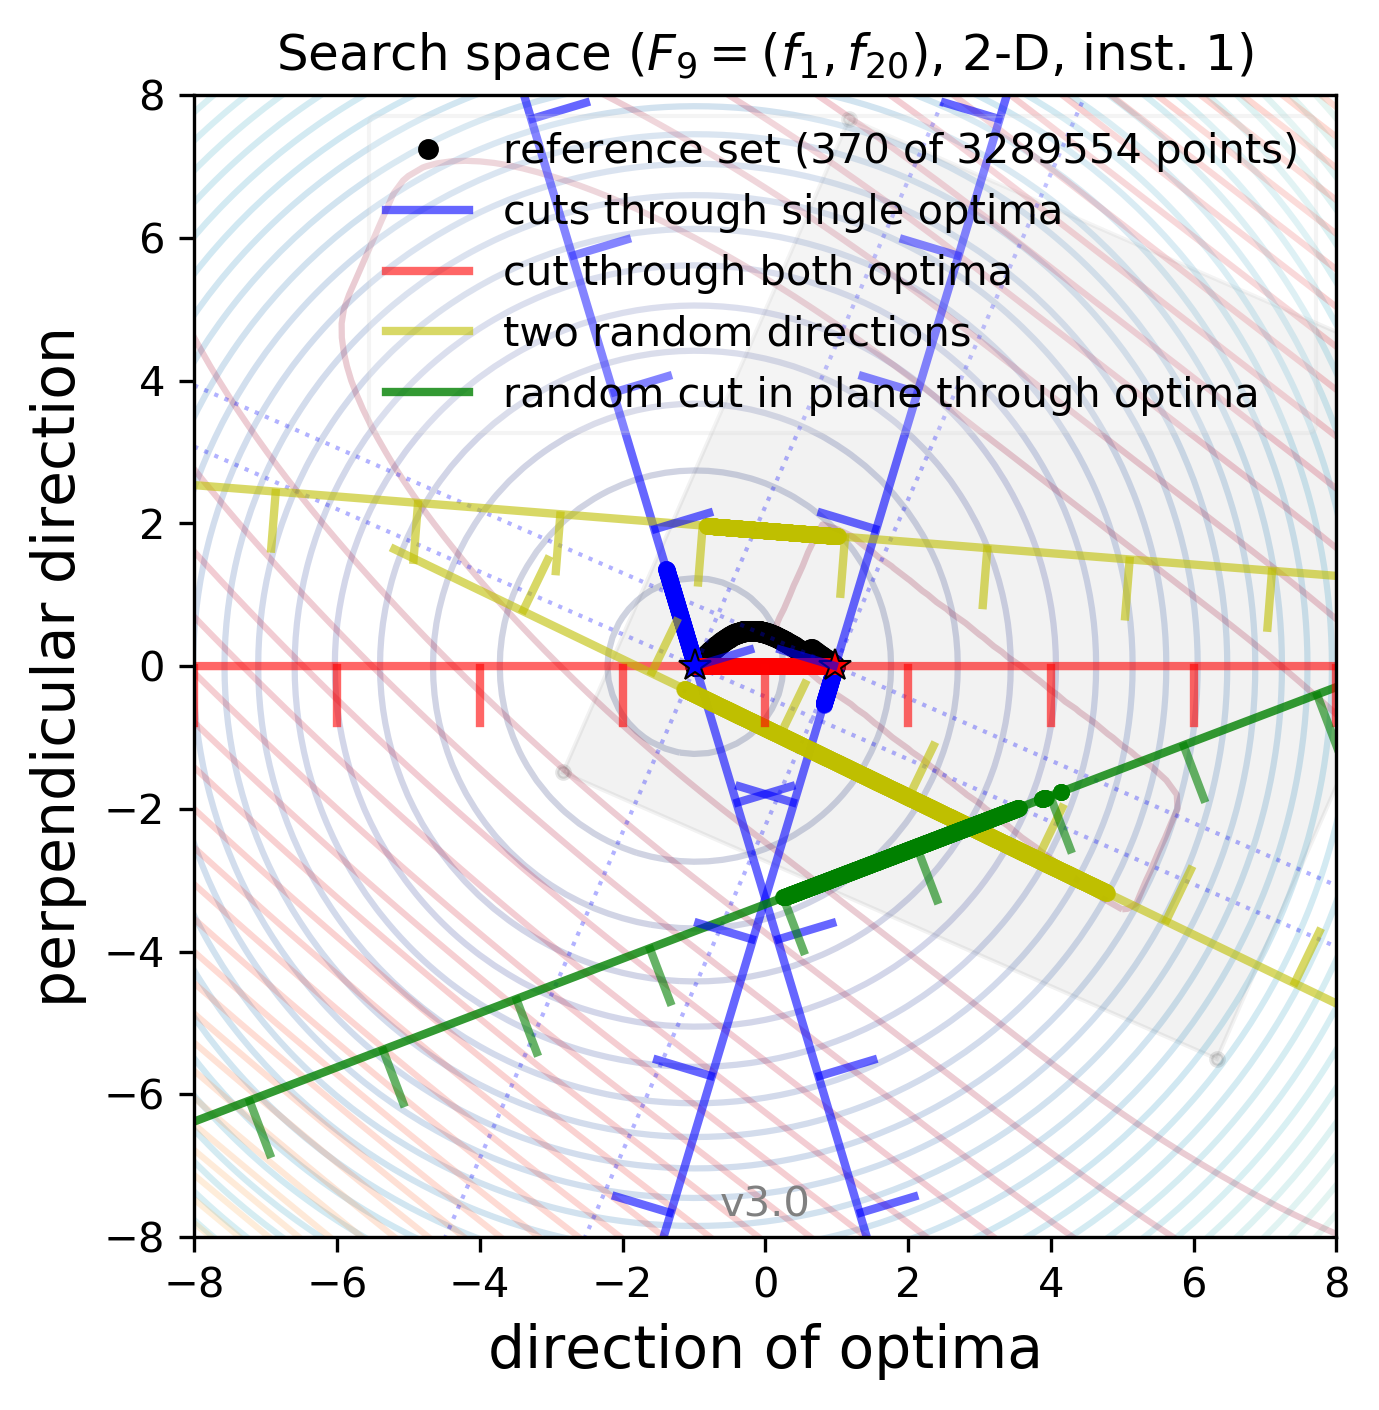 Search space (F₉ = (f₁, f₂₀), 2-D, inst. 1)
reference set (370 of 3289554 points)
cuts through single optima
cut through both optima
two random directions
random cut in plane through optima
perpendicular direction
8
6
4
2
0
−2
−4
−6
−8
v3.0
−8 −6 −4 −2 0 2 4 6 8
direction of optima